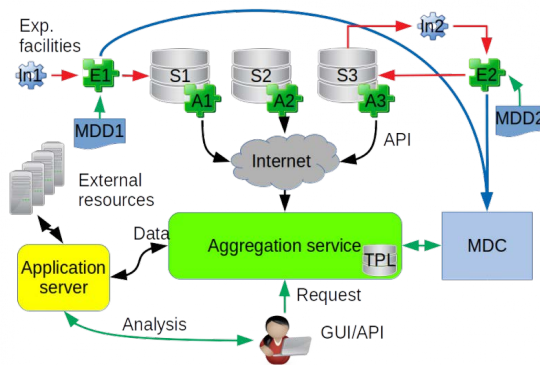 Exp.
facilities
In1
E1
S1
S2
S3
In2
E2
A1
A2
A3
MDD1
MDD2
API
Internet
External
resources
Data
Aggregation service
TPL
MDC
Application
server
Request
Analysis
GUI/API